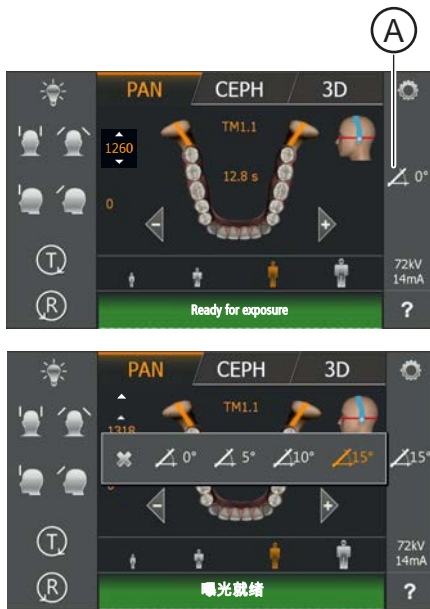 A
PAN CEPH 3D
TM1.1
1260
12.8 s
0°
0
T
72kV
14mA
R
Ready for exposure
?
PAN CEPH 3D
TM1.1
1318
0° 5° 10° 15° 15°
T
72kV
14mA
R
曝光就绪
?